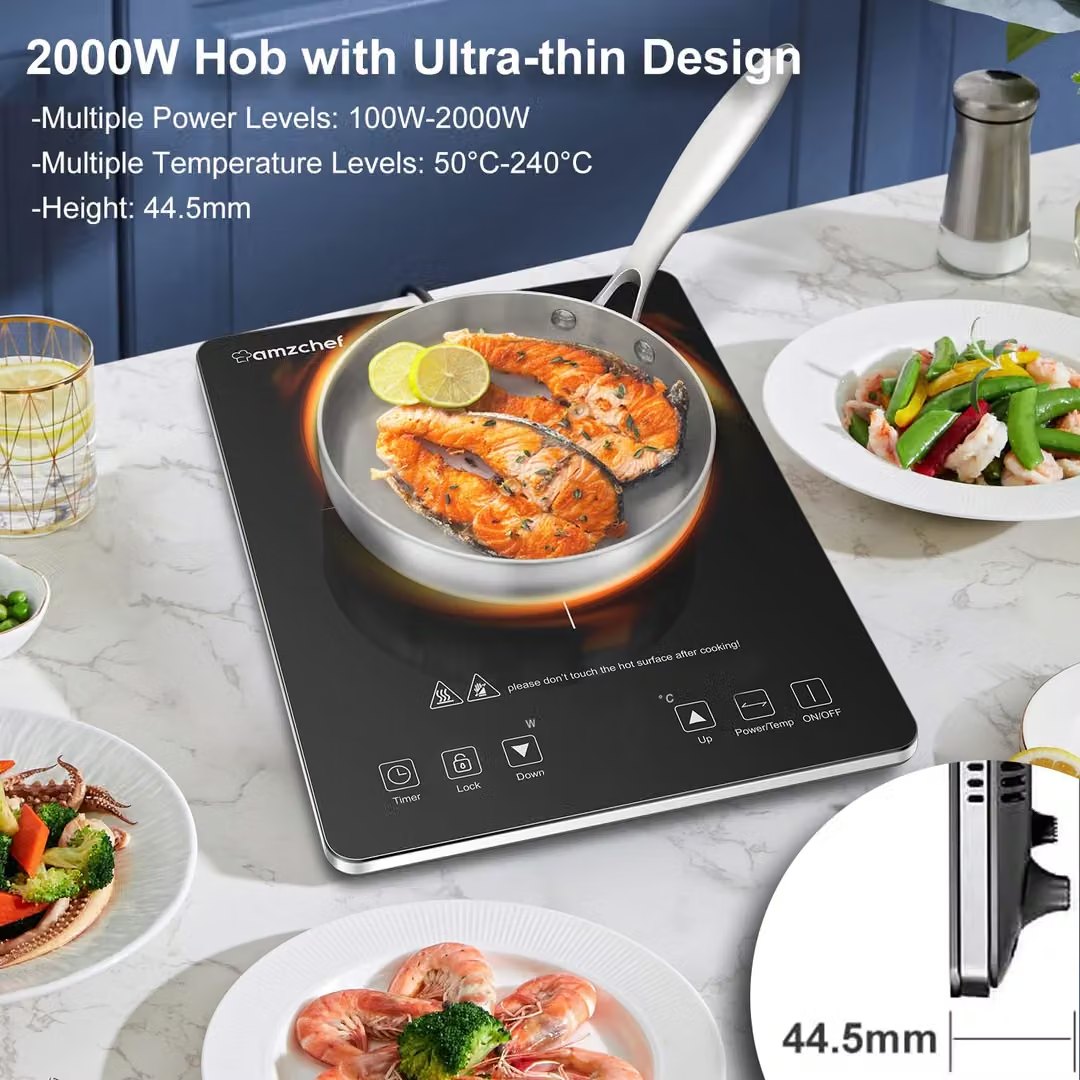 2000W Hob with Ultra-thin Design
-Multiple Power Levels: 100W-2000W
-Multiple Temperature Levels: 50°C-240°C
-Height: 44.5mm
amzchef
please don't touch the hot surface after cooking!
W
°C
Timer
Lock
Down
Up
Power/Temp
ON/OFF
44.5mm